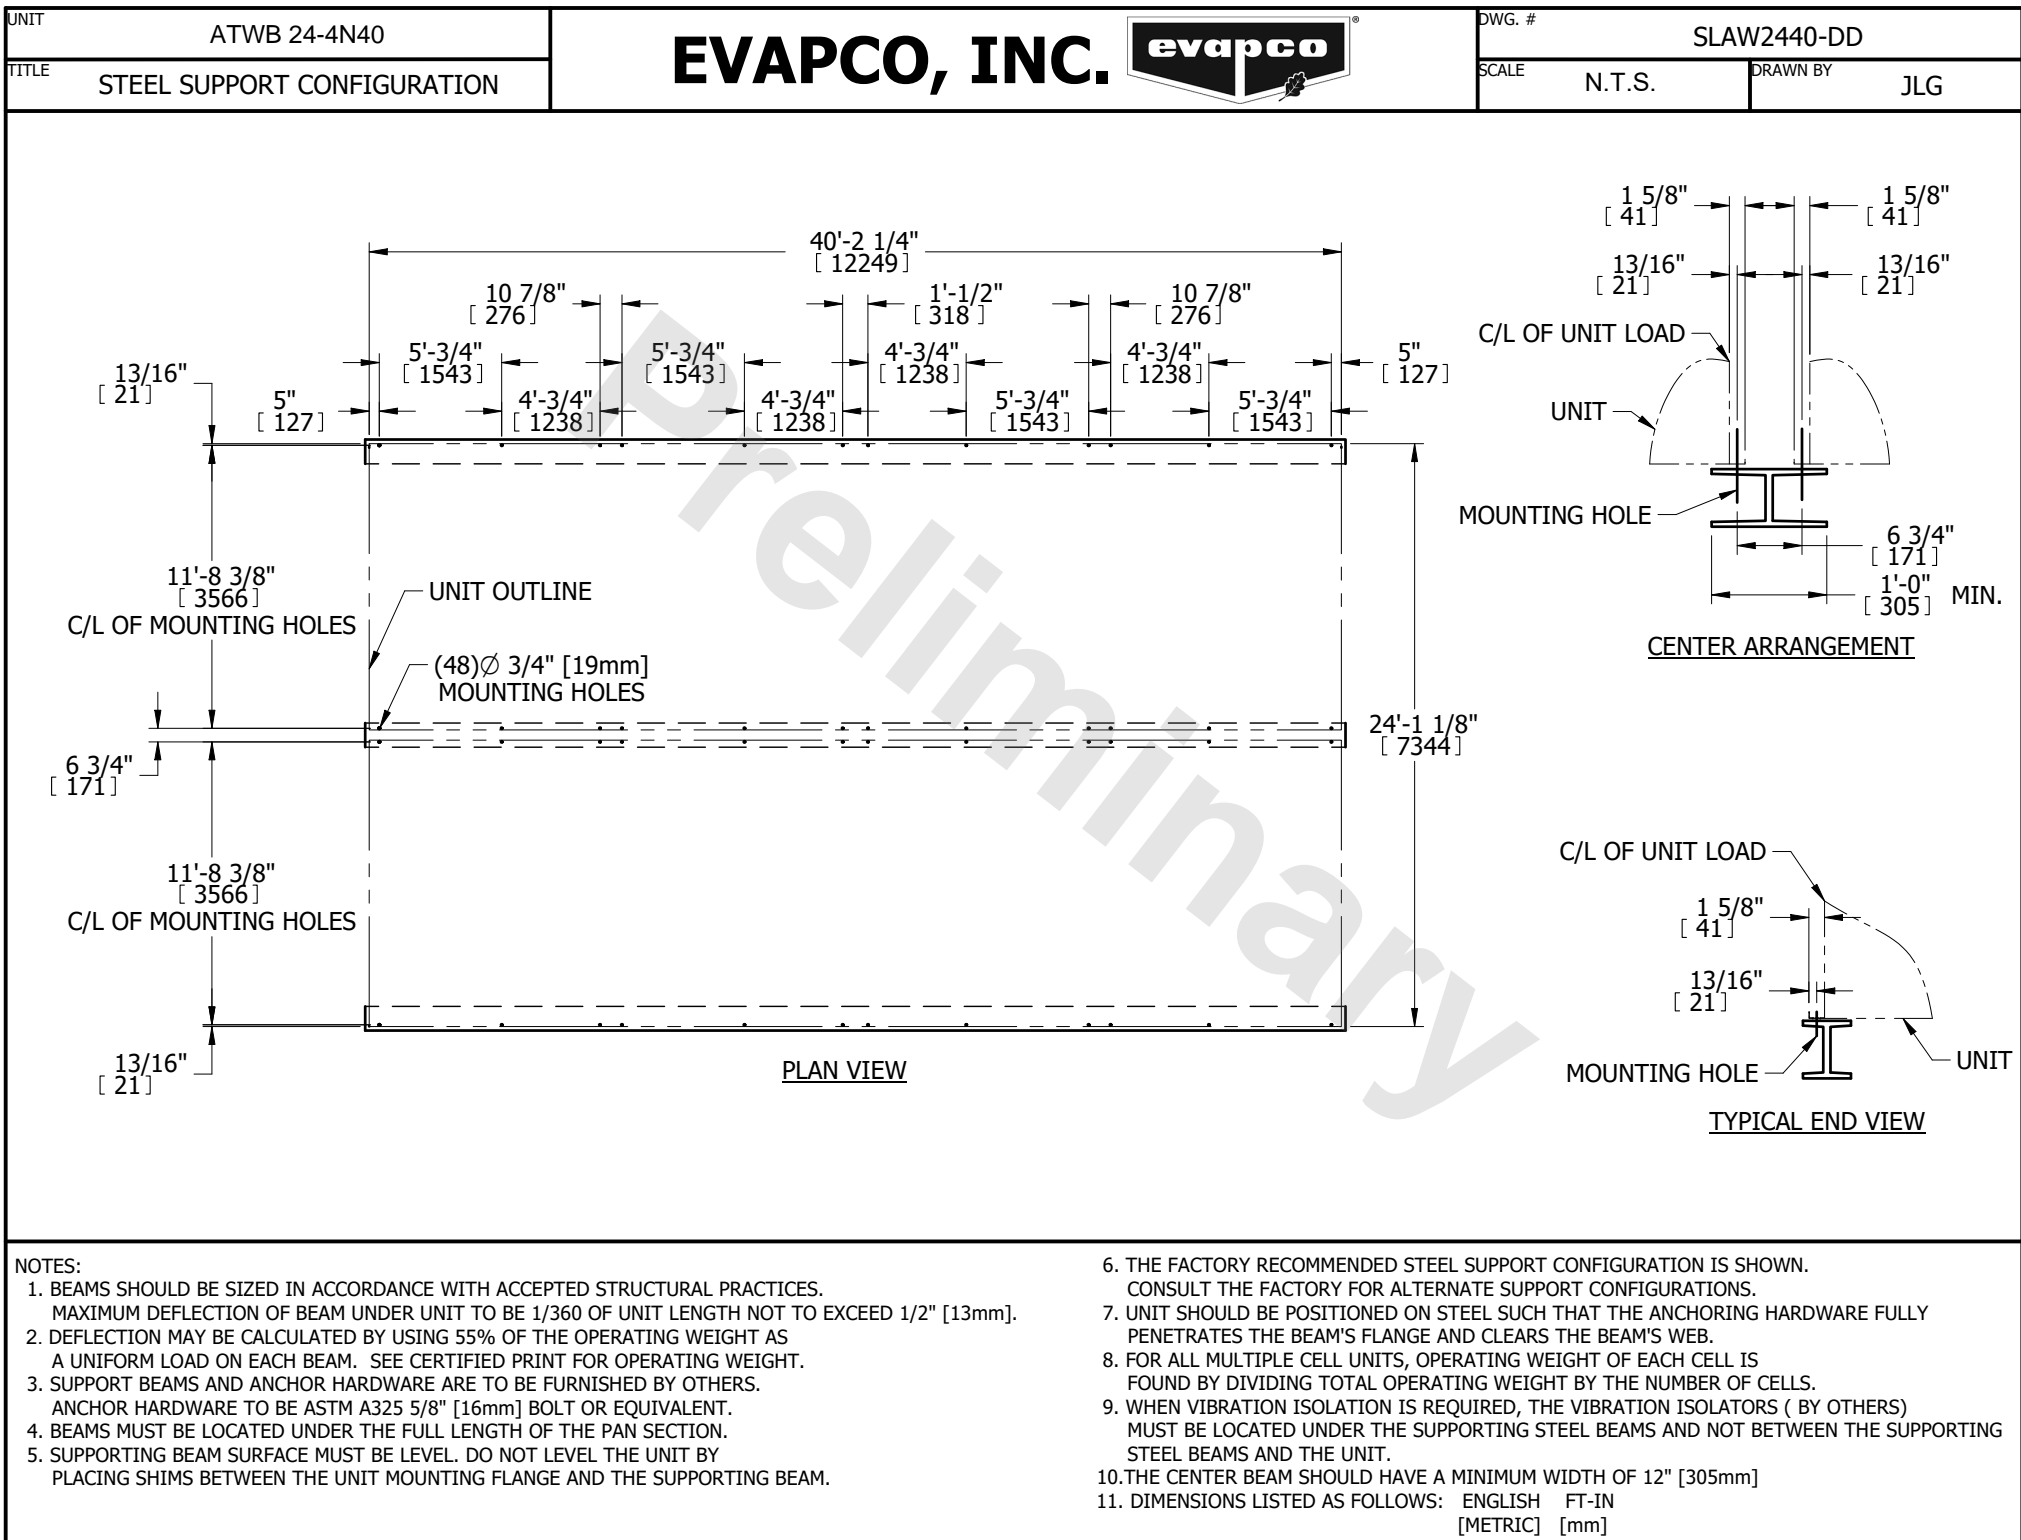 UNIT
ATWB 24-4N40
TITLE
STEEL SUPPORT CONFIGURATION
EVAPCO, INC.
evapco
®
DWG. #
SLAW2440-DD
SCALE
N.T.S.
DRAWN BY
JLG
40'-2 1/4"
[ 12249]
10 7/8"
[ 276]
1'-1/2"
[ 318 ]
10 7/8"
[ 276]
5'-3/4"
[ 1543]
5'-3/4"
[ 1543]
4'-3/4"
[ 1238]
4'-3/4"
[ 1238]
5"
[ 127]
13/16"
[ 21]
5"
[ 127]
4'-3/4"
[ 1238]
4'-3/4"
[ 1238]
5'-3/4"
[ 1543]
5'-3/4"
[ 1543]
11'-8 3/8"
[ 3566]
C/L OF MOUNTING HOLES
UNIT OUTLINE
(48)Ø 3/4" [19mm]
MOUNTING HOLES
24'-1 1/8"
[ 7344]
6 3/4"
[ 171]
11'-8 3/8"
[ 3566]
C/L OF MOUNTING HOLES
13/16"
[ 21]
PLAN VIEW
Preliminary
1 5/8"
[ 41]
1 5/8"
[ 41]
13/16"
[ 21]
13/16"
[ 21]
C/L OF UNIT LOAD
UNIT
MOUNTING HOLE
6 3/4"
[ 171]
1'-0"
[ 305] MIN.
CENTER ARRANGEMENT
C/L OF UNIT LOAD
1 5/8"
[ 41]
13/16"
[ 21]
MOUNTING HOLE
UNIT
TYPICAL END VIEW
NOTES:
1. BEAMS SHOULD BE SIZED IN ACCORDANCE WITH ACCEPTED STRUCTURAL PRACTICES.
MAXIMUM DEFLECTION OF BEAM UNDER UNIT TO BE 1/360 OF UNIT LENGTH NOT TO EXCEED 1/2" [13mm].
2. DEFLECTION MAY BE CALCULATED BY USING 55% OF THE OPERATING WEIGHT AS
A UNIFORM LOAD ON EACH BEAM. SEE CERTIFIED PRINT FOR OPERATING WEIGHT.
3. SUPPORT BEAMS AND ANCHOR HARDWARE ARE TO BE FURNISHED BY OTHERS.
ANCHOR HARDWARE TO BE ASTM A325 5/8" [16mm] BOLT OR EQUIVALENT.
4. BEAMS MUST BE LOCATED UNDER THE FULL LENGTH OF THE PAN SECTION.
5. SUPPORTING BEAM SURFACE MUST BE LEVEL. DO NOT LEVEL THE UNIT BY
PLACING SHIMS BETWEEN THE UNIT MOUNTING FLANGE AND THE SUPPORTING BEAM.
6. THE FACTORY RECOMMENDED STEEL SUPPORT CONFIGURATION IS SHOWN.
CONSULT THE FACTORY FOR ALTERNATE SUPPORT CONFIGURATIONS.
7. UNIT SHOULD BE POSITIONED ON STEEL SUCH THAT THE ANCHORING HARDWARE FULLY
PENETRATES THE BEAM'S FLANGE AND CLEARS THE BEAM'S WEB.
8. FOR ALL MULTIPLE CELL UNITS, OPERATING WEIGHT OF EACH CELL IS
FOUND BY DIVIDING TOTAL OPERATING WEIGHT BY THE NUMBER OF CELLS.
9. WHEN VIBRATION ISOLATION IS REQUIRED, THE VIBRATION ISOLATORS ( BY OTHERS)
MUST BE LOCATED UNDER THE SUPPORTING STEEL BEAMS AND NOT BETWEEN THE SUPPORTING
STEEL BEAMS AND THE UNIT.
10.THE CENTER BEAM SHOULD HAVE A MINIMUM WIDTH OF 12" [305mm]
11. DIMENSIONS LISTED AS FOLLOWS: ENGLISH FT-IN
[METRIC] [mm]